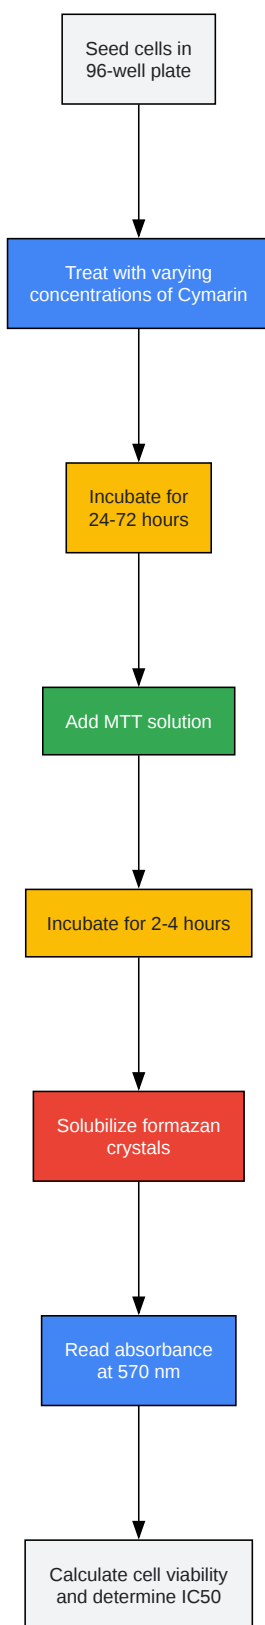 Seed cells in
96-well plate
Treat with varying
concentrations of Cymarin
Incubate for
24-72 hours
Add MTT solution
Incubate for 2-4 hours
Solubilize formazan
crystals
Read absorbance
at 570 nm
Calculate cell viability
and determine IC50